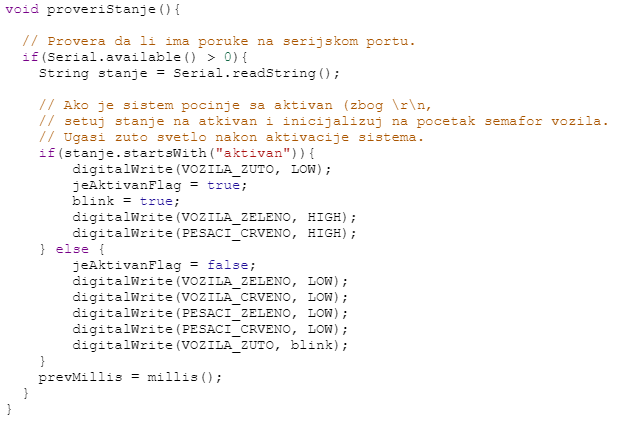 void proveriStanje(){

  // Provera da li ima poruke na serijskom portu.
  if(Serial.available() > 0){
    String stanje = Serial.readString();

    // Ako je sistem pocinje sa aktivan (zbog \r\n,
    // setuj stanje na atkivan i inicijalizuj na pocetak semafor vozila.
    // Ugasi zuto svetlo nakon aktivacije sistema.
    if(stanje.startsWith("aktivan")){
        digitalWrite(VOZILA_ZUTO, LOW);
        jeAktivanFlag = true;
        blink = true;
        digitalWrite(VOZILA_ZELENO, HIGH);
        digitalWrite(PESACI_CRVENO, HIGH);
    } else {
        jeAktivanFlag = false;
        digitalWrite(VOZILA_ZELENO, LOW);
        digitalWrite(VOZILA_CRVENO, LOW);
        digitalWrite(PESACI_ZELENO, LOW);
        digitalWrite(PESACI_CRVENO, LOW);
        digitalWrite(VOZILA_ZUTO, blink);
    }
    prevMillis = millis();
  }
}